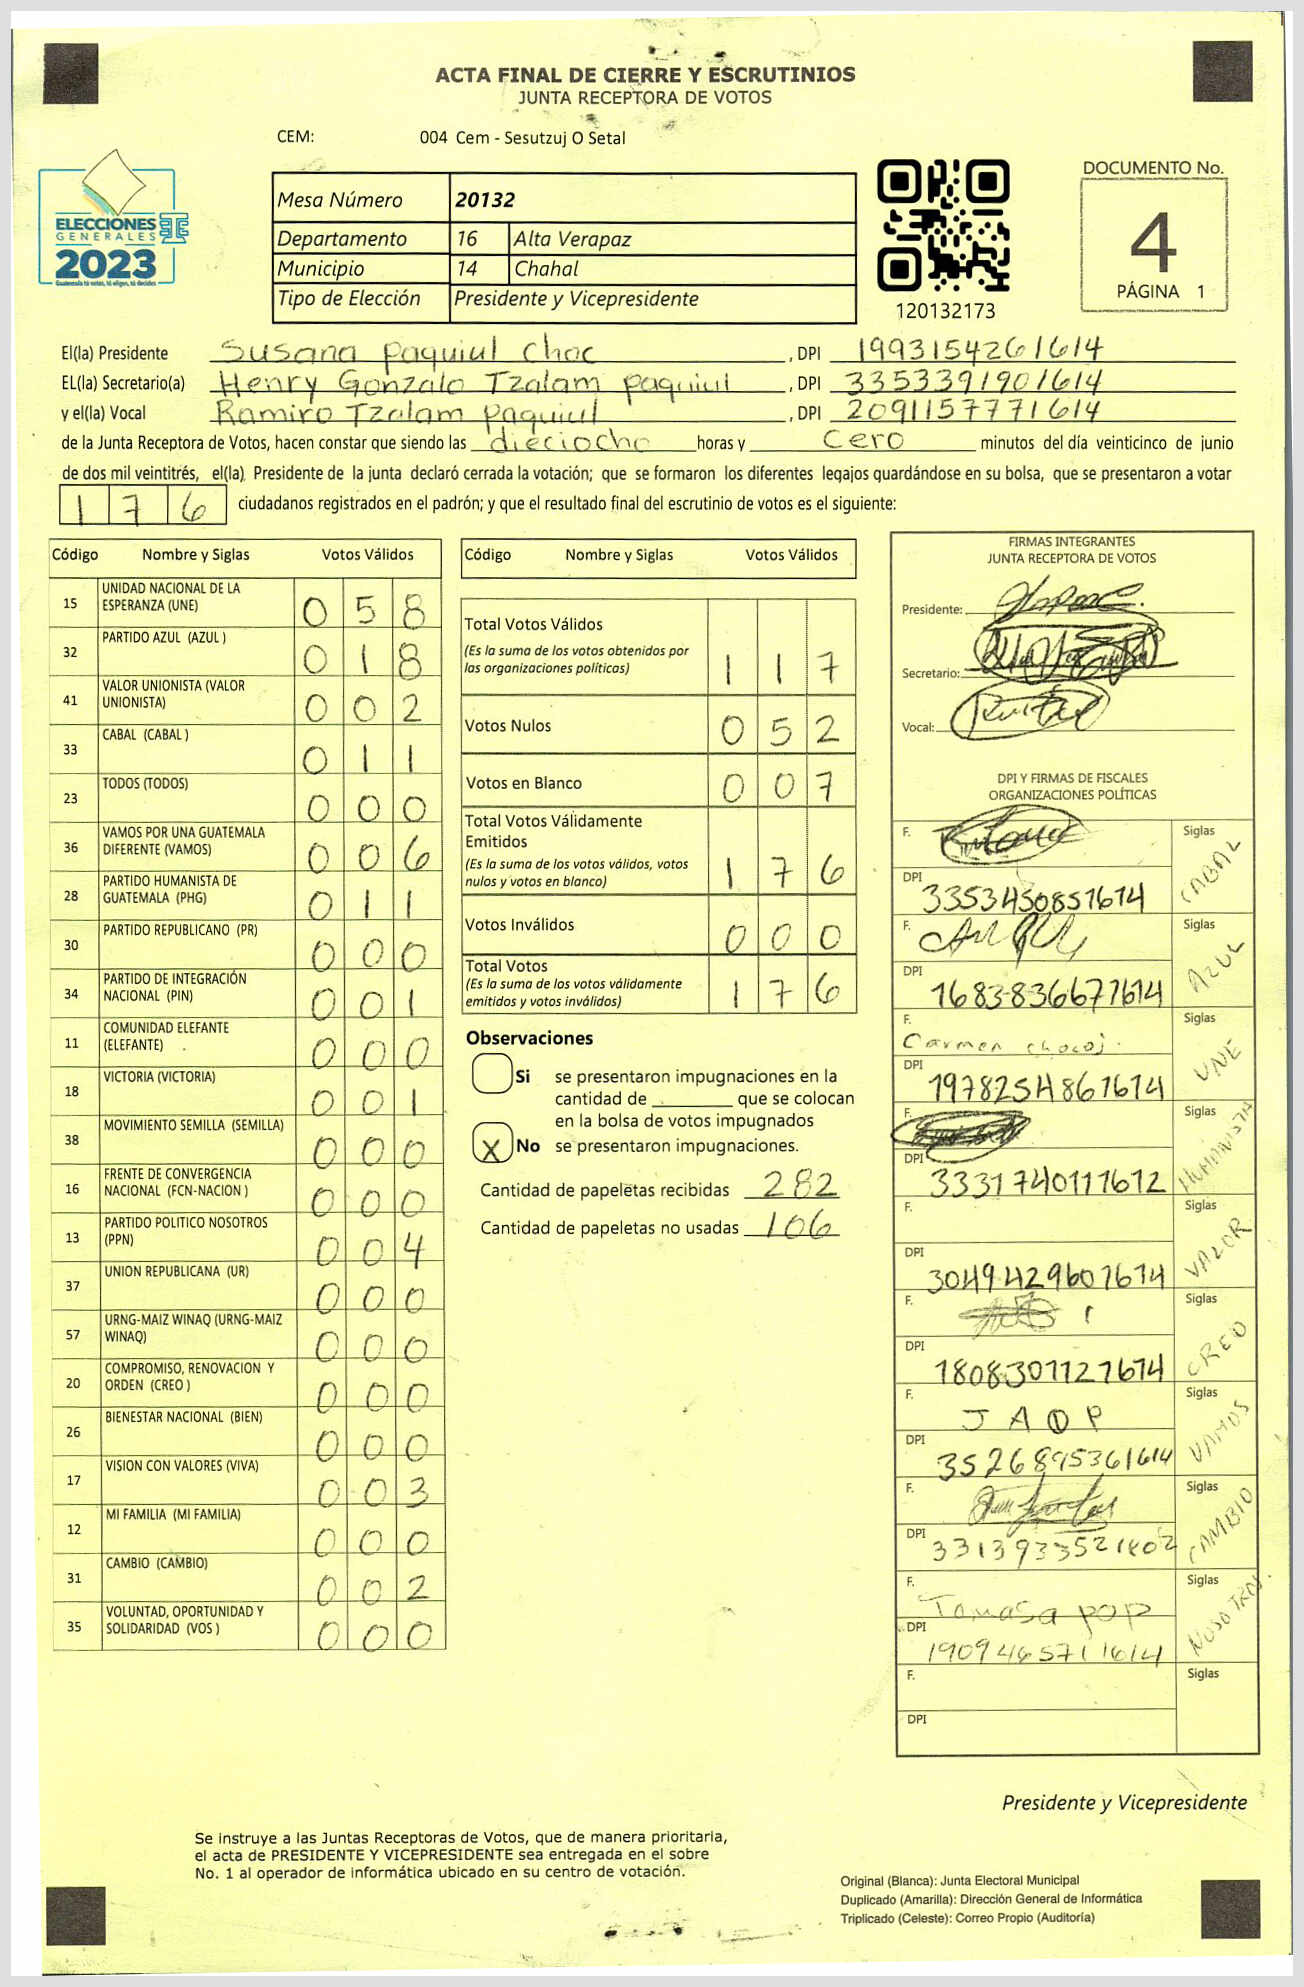 ACTA FINAL DE CIERRE Y ESCRUTINIOS
JUNTA RECEPTORA DE VOTOS
CEM: 004 Cem - Sesutzuj O Setal
ELECCIONES
GENERALES
2023
Guatemala tú votas, tú eliges, tú decides
Mesa Número 20132
Departamento 16 Alta Verapaz
Municipio 14 Chahal
Tipo de Elección Presidente y Vicepresidente
120132173
DOCUMENTO No.
4
PÁGINA 1
El(la) Presidente Susana Paquiul Choc , DPI 1993154261614
EL(la) Secretario(a) Henry Gonzalo Tzalam Paquiul , DPI 3353391901614
y el(la) Vocal Ramiro Tzalam Paquiul , DPI 2091157771614
de la Junta Receptora de Votos, hacen constar que siendo las dieciocho horas y cero minutos del día veinticinco de junio
de dos mil veintitrés, el(la) Presidente de la junta declaró cerrada la votación; que se formaron los diferentes legajos guardándose en su bolsa, que se presentaron a votar
176 ciudadanos registrados en el padrón; y que el resultado final del escrutinio de votos es el siguiente:
Código Nombre y Siglas Votos Válidos
15 UNIDAD NACIONAL DE LA ESPERANZA (UNE) 0 5 8
32 PARTIDO AZUL (AZUL ) 0 1 8
41 VALOR UNIONISTA (VALOR UNIONISTA) 0 0 2
33 CABAL (CABAL ) 0 1 1
23 TODOS (TODOS) 0 0 0
36 VAMOS POR UNA GUATEMALA DIFERENTE (VAMOS) 0 0 6
28 PARTIDO HUMANISTA DE GUATEMALA (PHG) 0 1 1
30 PARTIDO REPUBLICANO (PR) 0 0 0
34 PARTIDO DE INTEGRACIÓN NACIONAL (PIN) 0 0 1
11 COMUNIDAD ELEFANTE (ELEFANTE) 0 0 0
18 VICTORIA (VICTORIA) 0 0 1
38 MOVIMIENTO SEMILLA (SEMILLA) 0 0 0
16 FRENTE DE CONVERGENCIA NACIONAL (FCN-NACION ) 0 0 0
13 PARTIDO POLITICO NOSOTROS (PPN) 0 0 4
37 UNION REPUBLICANA (UR) 0 0 0
57 URNG-MAIZ WINAQ (URNG-MAIZ WINAQ) 0 0 0
20 COMPROMISO, RENOVACION Y ORDEN (CREO ) 0 0 0
26 BIENESTAR NACIONAL (BIEN) 0 0 0
17 VISION CON VALORES (VIVA) 0 0 3
12 MI FAMILIA (MI FAMILIA) 0 0 0
31 CAMBIO (CAMBIO) 0 0 2
35 VOLUNTAD, OPORTUNIDAD Y SOLIDARIDAD (VOS ) 0 0 0
Código Nombre y Siglas Votos Válidos
Total Votos Válidos
(Es la suma de los votos obtenidos por
las organizaciones políticas) 1 1 7
Votos Nulos 0 5 2
Votos en Blanco 0 0 7
Total Votos Válidamente
Emitidos
(Es la suma de los votos válidos, votos
nulos y votos en blanco) 1 7 6
Votos Inválidos 0 0 0
Total Votos
(Es la suma de los votos válidamente
emitidos y votos inválidos) 1 7 6
Observaciones
Si se presentaron impugnaciones en la
cantidad de ________ que se colocan
en la bolsa de votos impugnados
X No se presentaron impugnaciones.
Cantidad de papeletas recibidas 282
Cantidad de papeletas no usadas 106
FIRMAS INTEGRANTES
JUNTA RECEPTORA DE VOTOS
Presidente:
Secretario:
Vocal:
DPI Y FIRMAS DE FISCALES
ORGANIZACIONES POLÍTICAS
F. Siglas CABAL
DPI 3353450851614
F. Siglas AZUL
DPI 1683836671614
F. Carmen chocoj. Siglas UNE
DPI 1978254861614
F. Siglas HUMANISTA
DPI 3331740111612
F. Siglas VALOR
DPI 3049429601614
F. Siglas CREO
DPI 1808301121614
F. J A O P Siglas VAMOS
DPI 3526895361614
F. Siglas CAMBIO
DPI 3313933521802
F. Tomasa pop Siglas NOSOTROS
DPI 1909465711614
F. Siglas
DPI
Presidente y Vicepresidente
Se instruye a las Juntas Receptoras de Votos, que de manera prioritaria,
el acta de PRESIDENTE Y VICEPRESIDENTE sea entregada en el sobre
No. 1 al operador de informática ubicado en su centro de votación.
Original (Blanca): Junta Electoral Municipal
Duplicado (Amarilla): Dirección General de Informática
Triplicado (Celeste): Correo Propio (Auditoría)